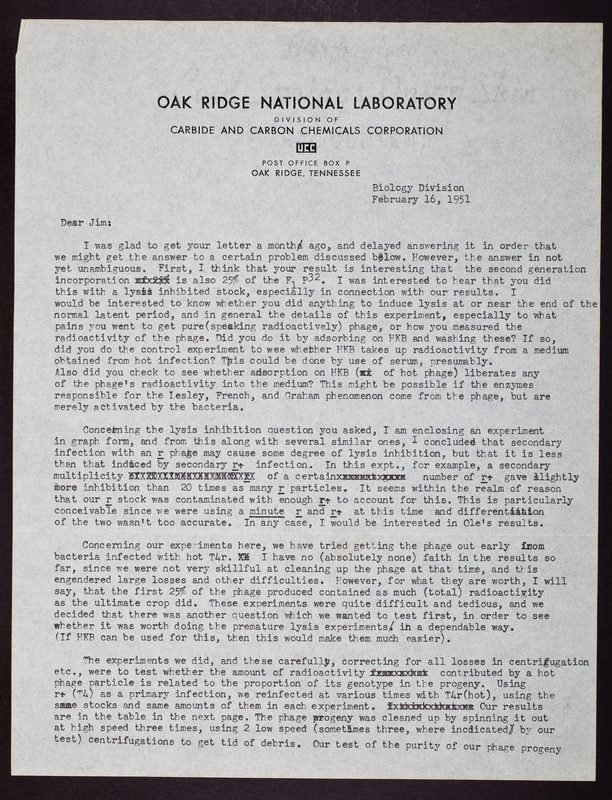 OAK RIDGE NATIONAL LABORATORY
DIVISION OF
CARBIDE AND CARBON CHEMICALS CORPORATION
UCC
POST OFFICE BOX P
OAK RIDGE, TENNESSEE
Biology Division
February 16, 1951
Dear Jim:
I was glad to get your letter a month ago, and delayed answering it in order that
we might get the answer to a certain problem discussed below. However, the answer in not
yet unambiguous. First, I think that your result is interesting that the second generation
incorporation is also 25% of the F1 P32. I was interested to hear that you did
this with a lysis inhibited stock, especially in connection with our results. I
would be interested to know whether you did anything to induce lysis at or near the end of the
normal latent period, and in general the details of this experiment, especially to what
pains you went to get pure(speaking radioactively) phage, or how you measured the
radioactivity of the phage. Did you do it by adsorbing on HKB and washing these? If so,
did you do the control experiment to wee whether HKB takes up radioactivity from a medium
obtained from hot infection? This could be done by use of serum, presumably.
Also did you check to see whether adsorption on HKB ( of hot phage) liberates any
of the phage's radioactivity into the medium? This might be possible if the enzymes
responsible for the Lesley, French, and Graham phenomenon come from the phage, but are
merely activated by the bacteria.
Concerning the lysis inhibition question you asked, I am enclosing an experiment
in graph form, and from this along with several similar ones, I concluded that secondary
infection with an r phage may cause some degree of lysis inhibition, but that it is less
than that induced by secondary r+ infection. In this expt., for example, a secondary
multiplicity of a certain number of r+ gave slightly
more inhibition than 20 times as many r particles. It seems within the realm of reason
that our r stock was contaminated with enough r+ to account for this. This is particularly
conceivable since we were using a minute r and r+ at this time and differentiation
of the two wasn't too accurate. In any case, I would be interested in Ole's results.
Concerning our experiments here, we have tried getting the phage out early from
bacteria infected with hot T4r. I have no (absolutely none) faith in the results so
far, since we were not very skillful at cleaning up the phage at that time, and this
engendered large losses and other difficulties. However, for what they are worth, I will
say, that the first 25% of the phage produced contained as much (total) radioactivity
as the ultimate crop did. These experiments were quite difficult and tedious, and we
decided that there was another question which we wanted to test first, in order to see
whether it was worth doing the premature lysis experiments in a dependable way.
(If HKB can be used for this, then this would make them much easier).
The experiments we did, and these carefully, correcting for all losses in centrifugation
etc., were to test whether the amount of radioactivity contributed by a hot
phage particle is related to the proportion of its genotype in the progeny. Using
r+ (T4) as a primary infection, we reinfected at various times with T4r(hot), using the
same stocks and same amounts of them in each experiment. Our results
are in the table in the next page. The phage progeny was cleaned up by spinning it out
at high speed three times, using 2 low speed (sometimes three, where incdicated by our
test) centrifugations to get tid of debris. Our test of the purity of our phage progeny